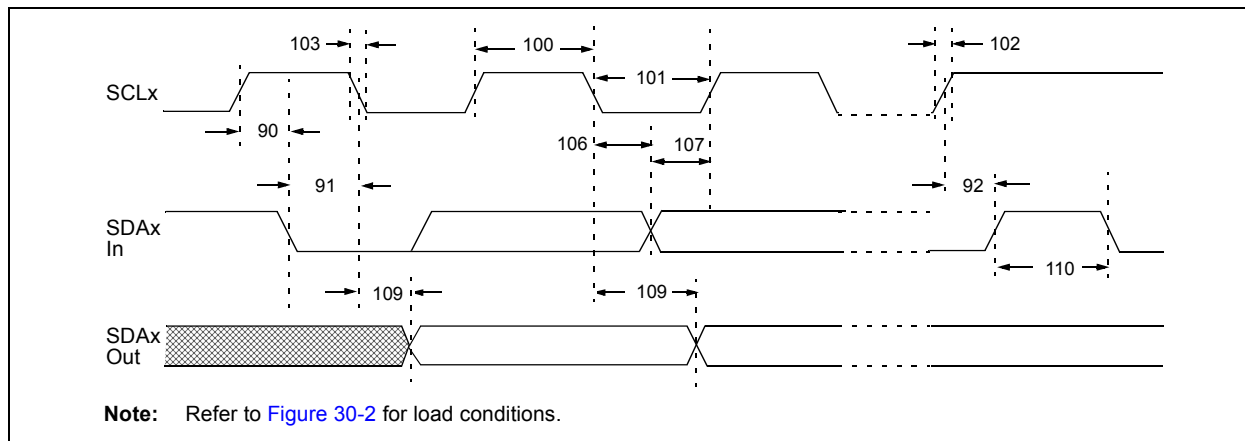 103
100
101
102
SCLx
90
106
107
91
92
SDAx
In
110
109
109
SDAx
Out
Note: Refer to Figure 30-2 for load conditions.